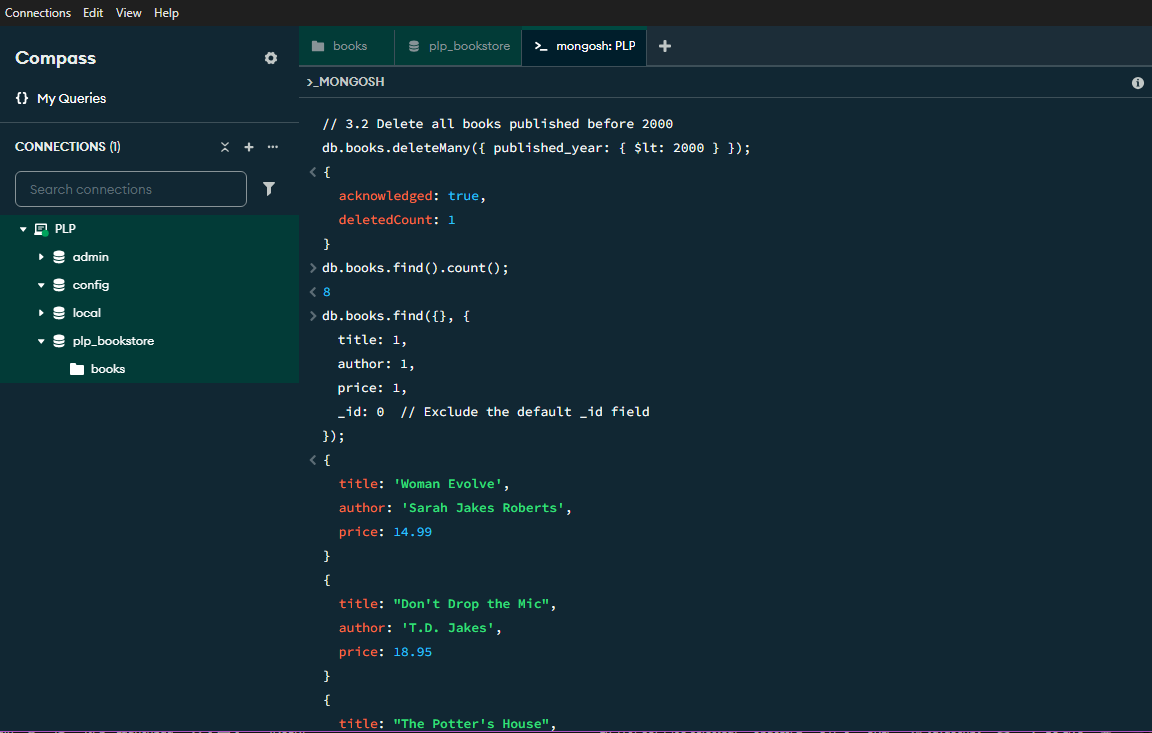 Connections Edit View Help
Compass
{} My Queries
CONNECTIONS (1)
Search connections
PLP
admin
config
local
plp_bookstore
books
books plp_bookstore >_ mongosh: PLP +
>_MONGOSH
// 3.2 Delete all books published before 2000
db.books.deleteMany({ published_year: { $lt: 2000 } });
< {
acknowledged: true,
deletedCount: 1
}
> db.books.find().count();
< 8
> db.books.find({}, {
title: 1,
author: 1,
price: 1,
_id: 0 // Exclude the default _id field
});
< {
title: 'Woman Evolve',
author: 'Sarah Jakes Roberts',
price: 14.99
}
{
title: "Don't Drop the Mic",
author: 'T.D. Jakes',
price: 18.95
}
{
title: "The Potter's House",